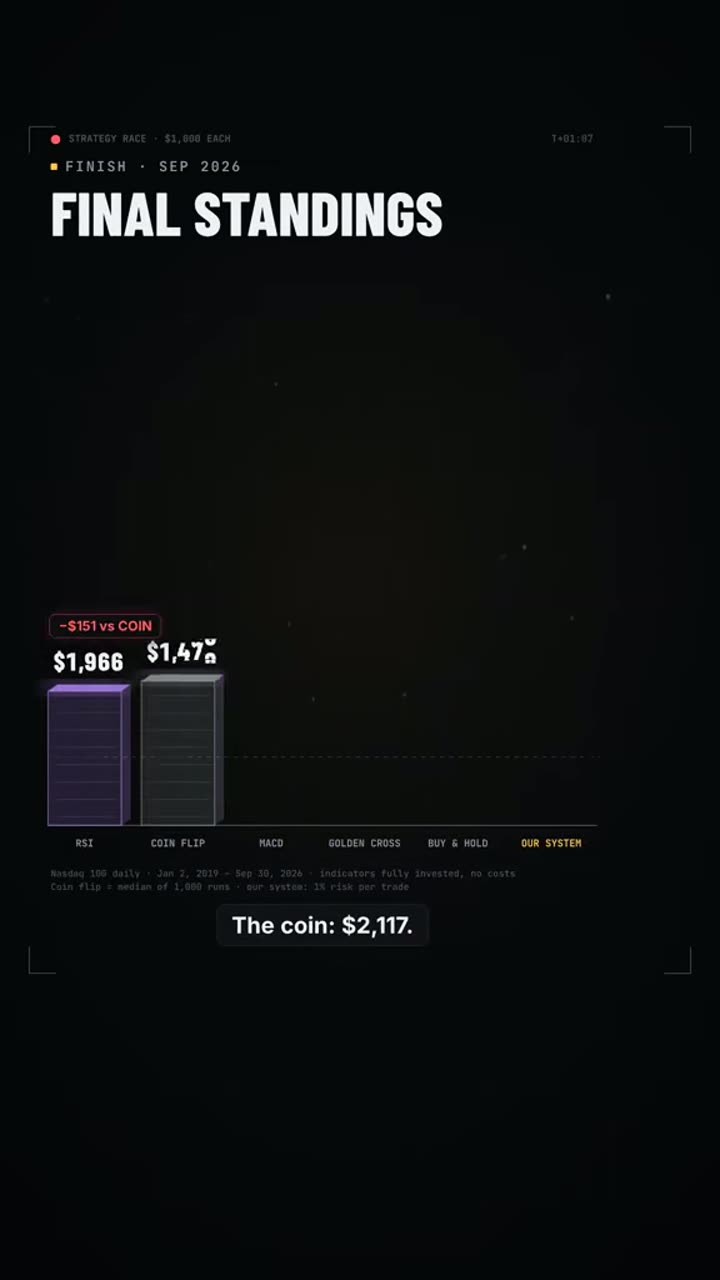 STRATEGY RACE · $1,000 EACH
T+01:07
FINISH · SEP 2026
FINAL STANDINGS
−$151 vs COIN
$1,966
$1,47
RSI
COIN FLIP
MACD
GOLDEN CROSS
BUY & HOLD
OUR SYSTEM
Nasdaq 100 daily · Jan 2, 2019 – Sep 30, 2026 · indicators fully invested, no costs
Coin flip = median of 1,000 runs · our system: 1% risk per trade
The coin: $2,117.